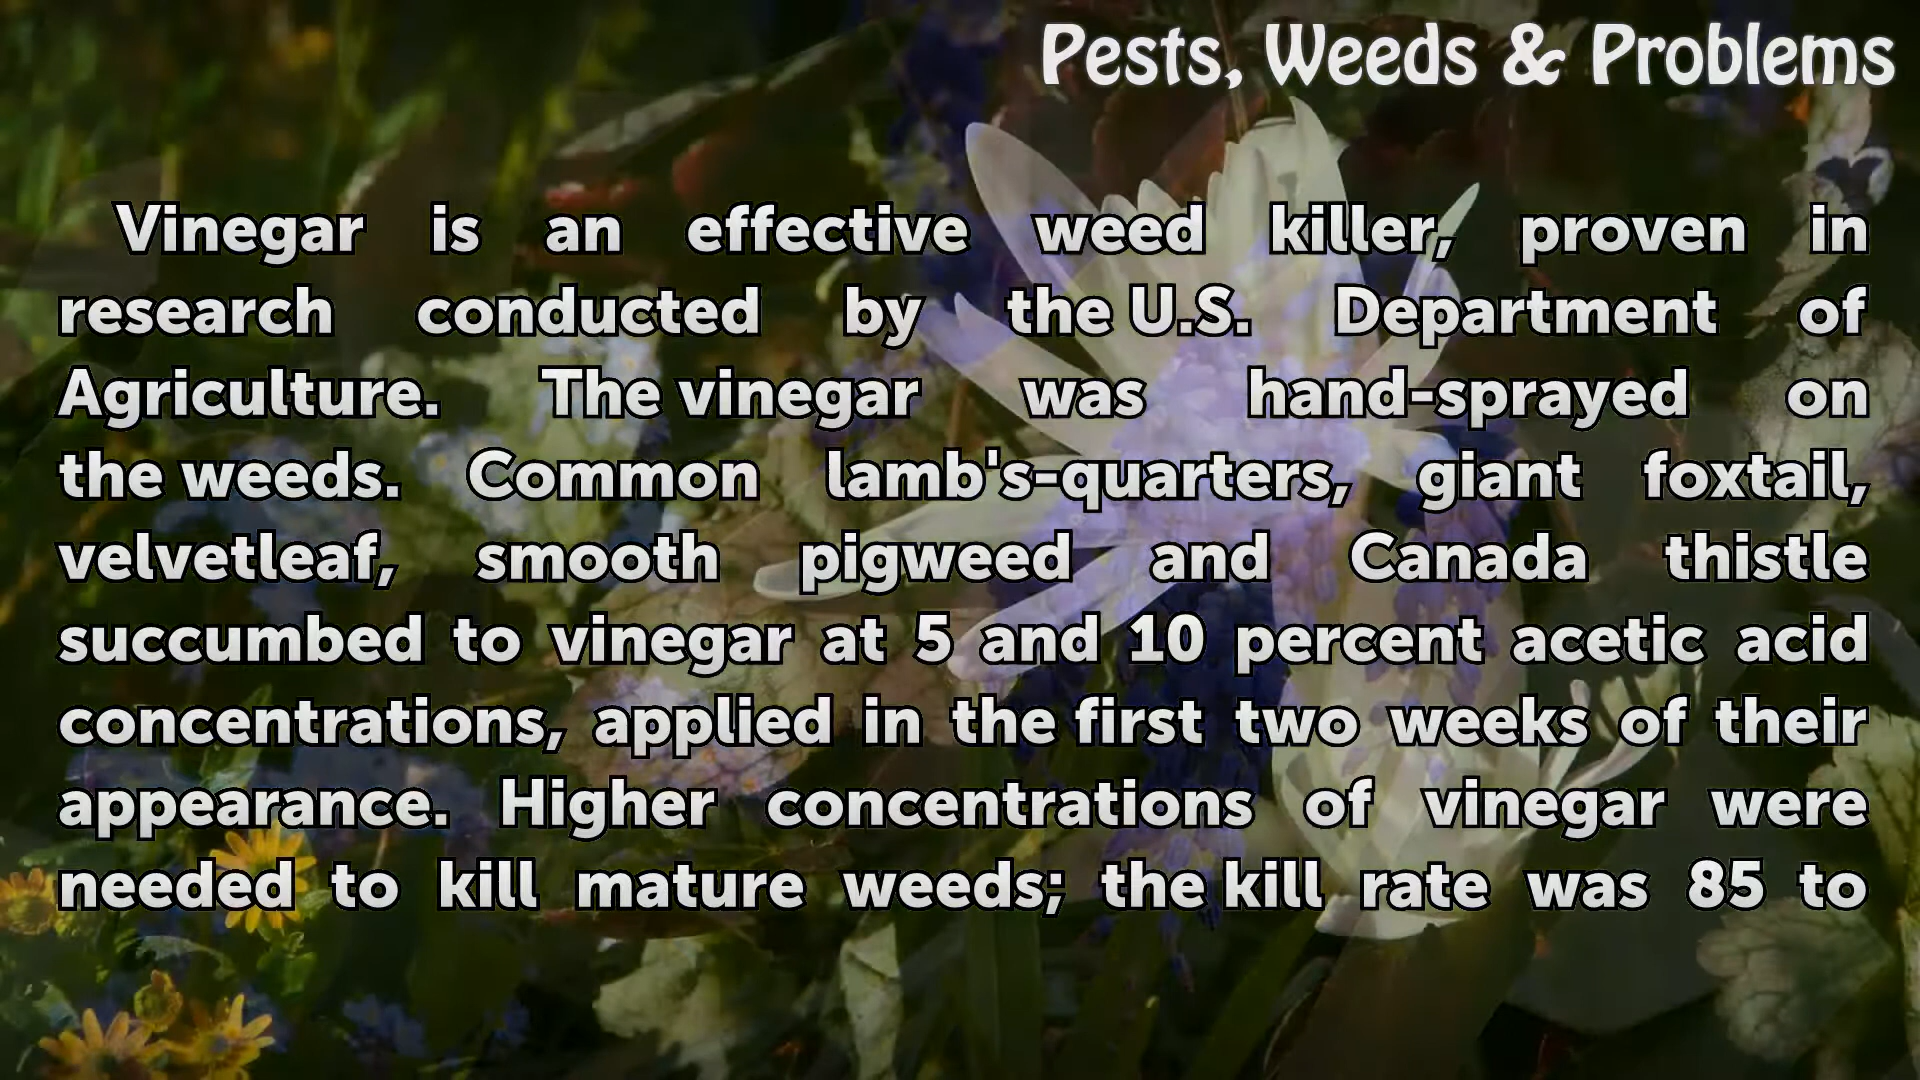 Pests, Weeds & Problems
Vinegar is an effective weed killer, proven in
research conducted by the U.S. Department of
Agriculture. The vinegar was hand-sprayed on
the weeds. Common lamb's-quarters, giant foxtail,
velvetleaf, smooth pigweed and Canada thistle
succumbed to vinegar at 5 and 10 percent acetic acid
concentrations, applied in the first two weeks of their
appearance. Higher concentrations of vinegar were
needed to kill mature weeds; the kill rate was 85 to